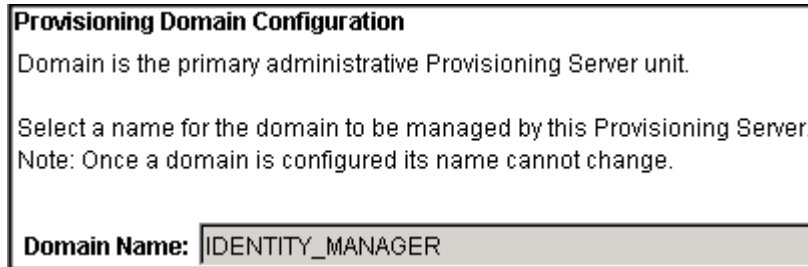 Provisioning Domain Configuration
Domain is the primary administrative Provisioning Server unit.
Select a name for the domain to be managed by this Provisioning Server.
Note: Once a domain is configured its name cannot change.
Domain Name: IDENTITY_MANAGER